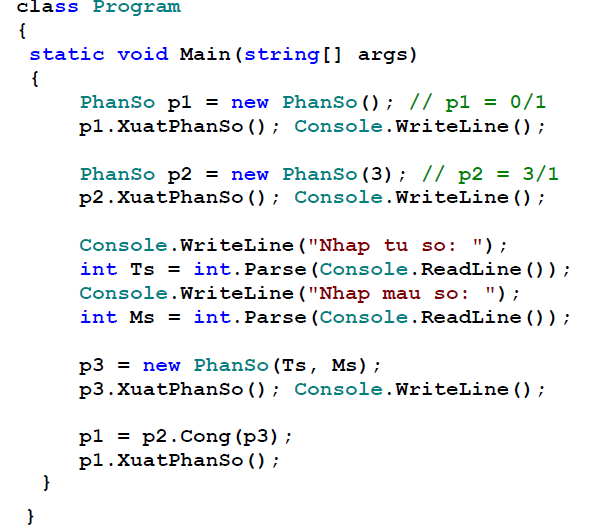 class Program
{
static void Main(string[] args)
{
PhanSo p1 = new PhanSo(); // p1 = 0/1
p1.XuatPhanSo(); Console.WriteLine();
PhanSo p2 = new PhanSo(3); // p2 = 3/1
p2.XuatPhanSo(); Console.WriteLine();
Console.WriteLine("Nhap tu so: ");
int Ts = int.Parse(Console.ReadLine());
Console.WriteLine("Nhap mau so: ");
int Ms = int.Parse(Console.ReadLine());
p3 = new PhanSo(Ts, Ms);
p3.XuatPhanSo(); Console.WriteLine();
p1 = p2.Cong(p3);
p1.XuatPhanSo();
}
}